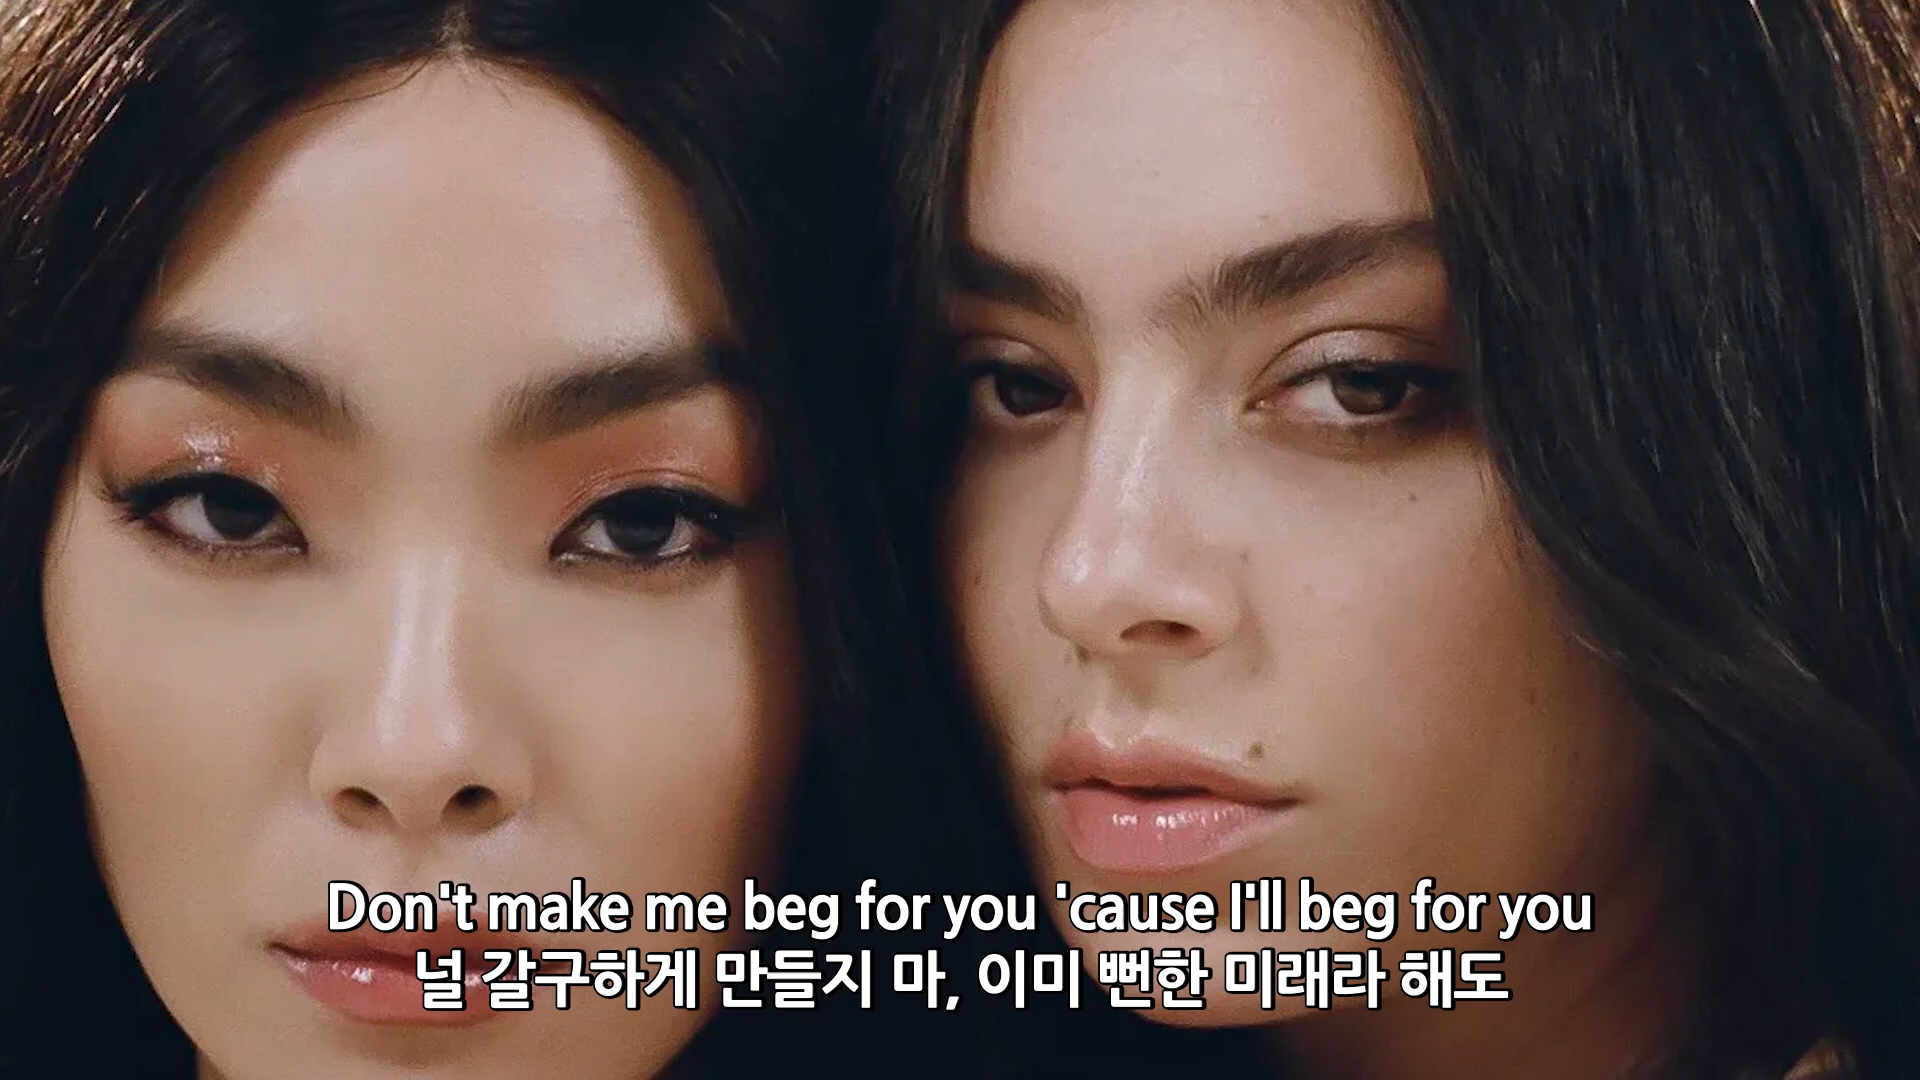 Don't make me beg for you 'cause I'll beg for you
널 갈구하게 만들지 마, 이미 뻔한 미래라 해도